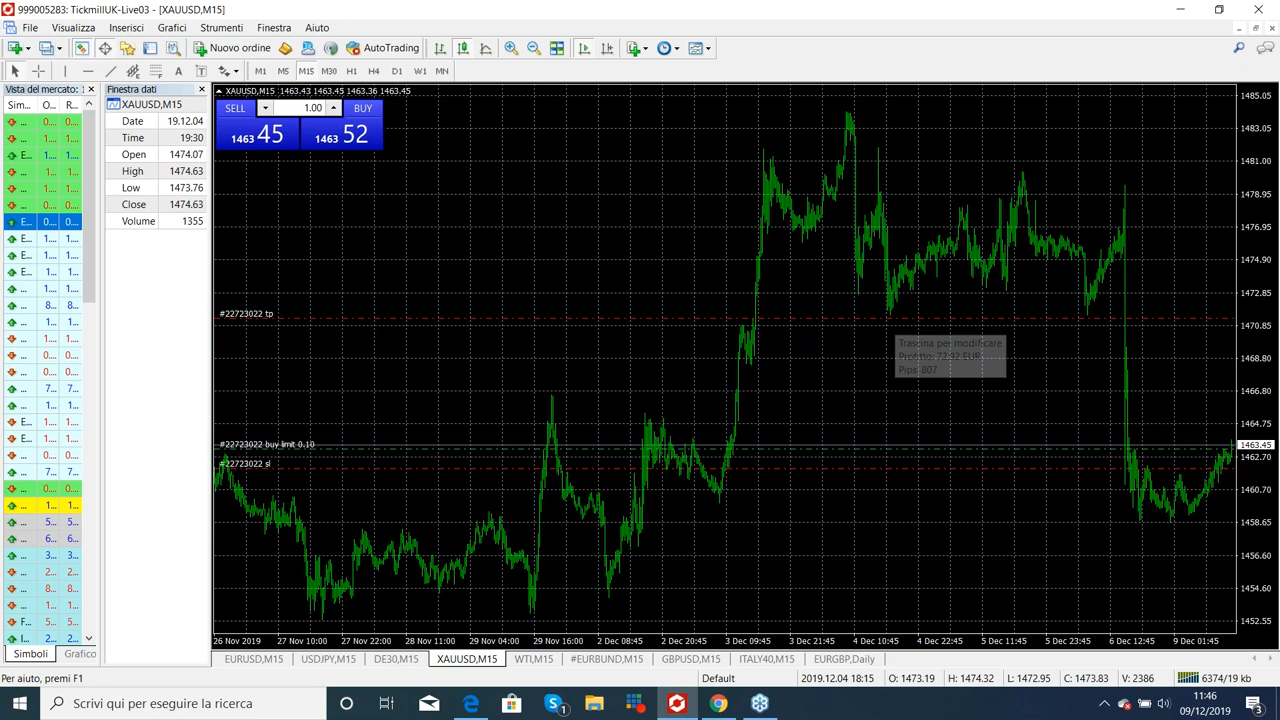 999005283: TickmillUK-Live03 - [XAUUSD,M15]
File Visualizza Inserisci Grafici Strumenti Finestra Aiuto
Nuovo ordine AutoTrading
M1 M5 M15 M30 H1 H4 D1 W1 MN
Vista del mercato:
Sim... O... R...
Simboli Grafico
Finestra dati
XAUUSD,M15
Date 19.12.04
Time 19:30
Open 1474.07
High 1474.63
Low 1473.76
Close 1474.63
Volume 1355
XAUUSD,M15 1463.43 1463.45 1463.36 1463.45
SELL 1.00 BUY
1463 45 1463 52
#22723022 tp
Trascina per modificare
Profitto: 72.92 EUR
Pips: 807
#22723022 buy limit 0.10
#22723022 sl
1485.05
1483.05
1481.00
1478.95
1476.95
1474.90
1472.85
1470.85
1468.80
1466.75
1464.75
1463.45
1462.70
1460.70
1458.65
1456.60
1454.60
1452.55
26 Nov 2019 27 Nov 10:00 27 Nov 22:00 28 Nov 11:00 29 Nov 04:00 29 Nov 16:00 2 Dec 08:45 2 Dec 20:45 3 Dec 09:45 3 Dec 21:45 4 Dec 10:45 4 Dec 22:45 5 Dec 11:45 5 Dec 23:45 6 Dec 12:45 9 Dec 01:45
EURUSD,M15 USDJPY,M15 DE30,M15 XAUUSD,M15 WTI,M15 #EURBUND,M15 GBPUSD,M15 ITALY40,M15 EURGBP,Daily
Per aiuto, premi F1 Default 2019.12.04 18:15 O: 1473.19 H: 1474.32 L: 1472.95 C: 1473.83 V: 2386 6374/19 kb
Scrivi qui per eseguire la ricerca
11:46
09/12/2019